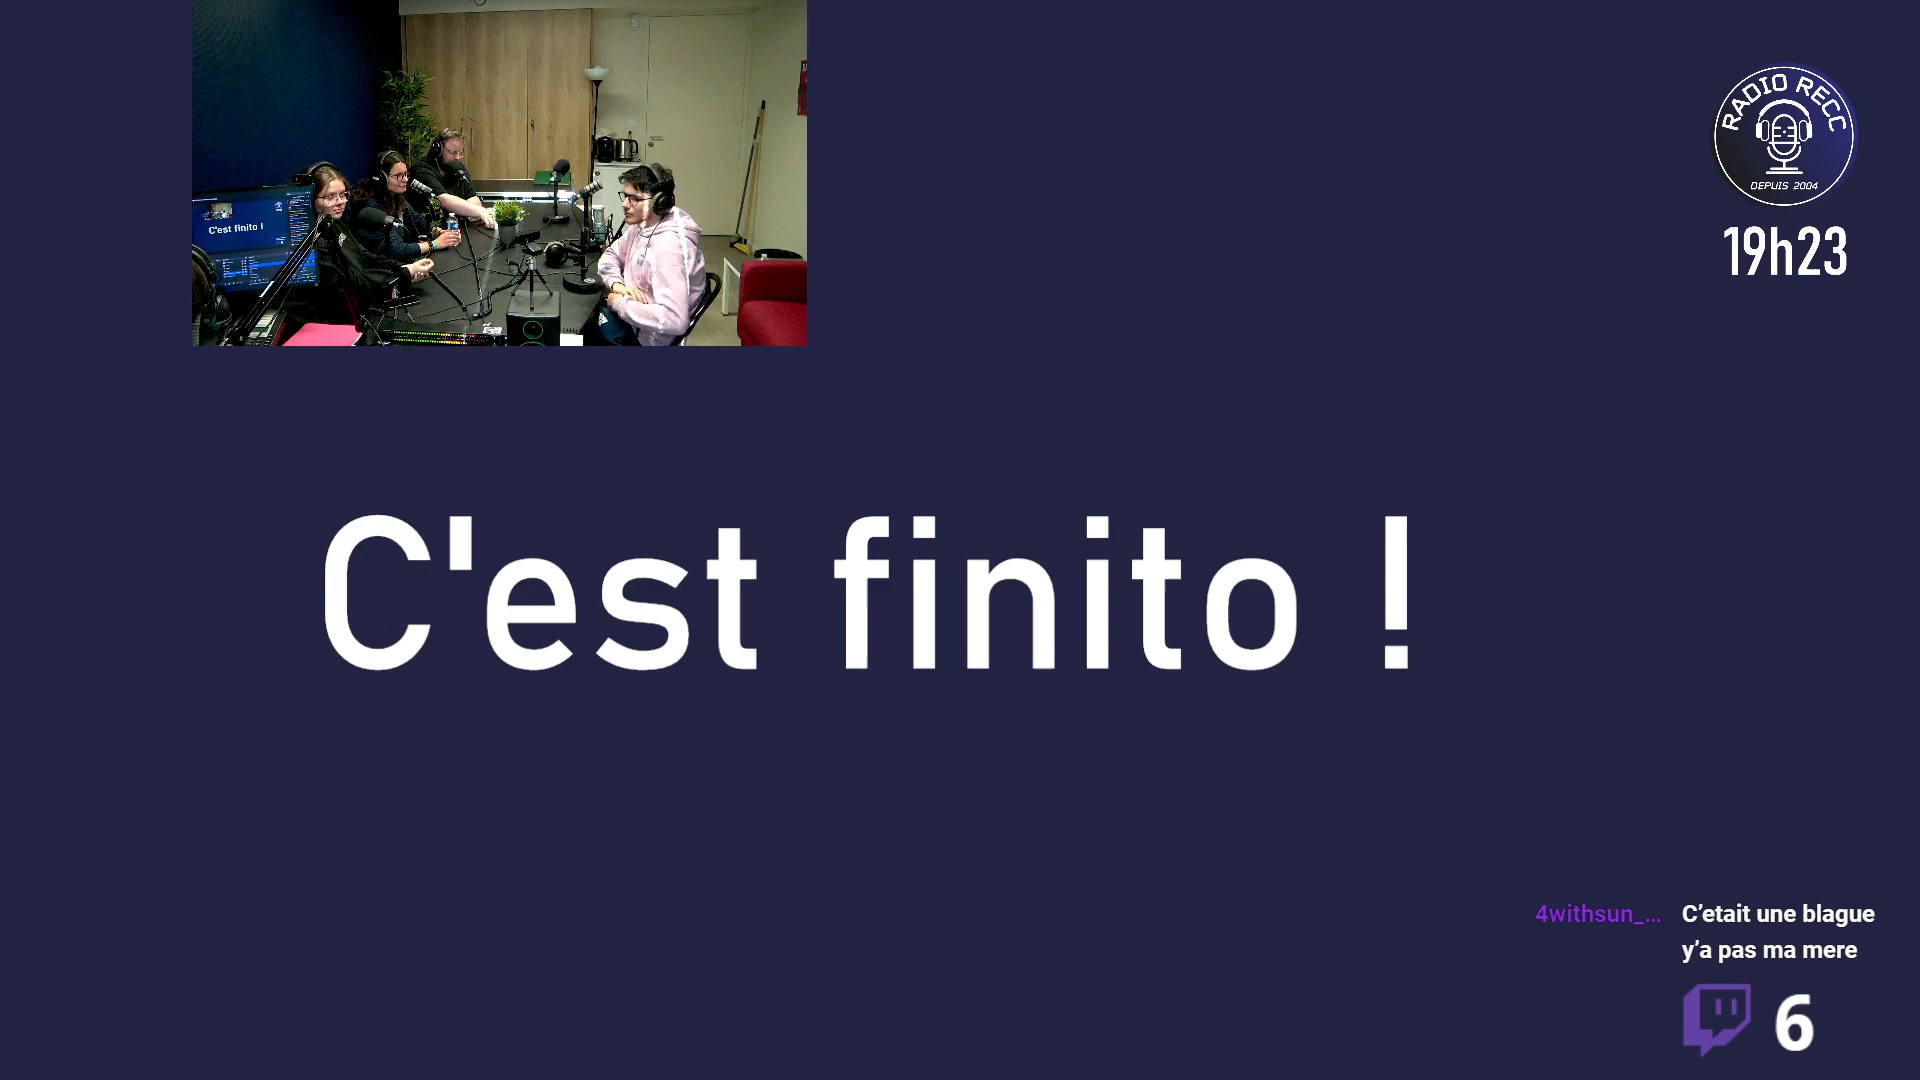 RADIO RECC
DEPUIS 2004
19h23
C'est finito !
C'est finito !
4withsun_... C’etait une blague
y’a pas ma mere
6